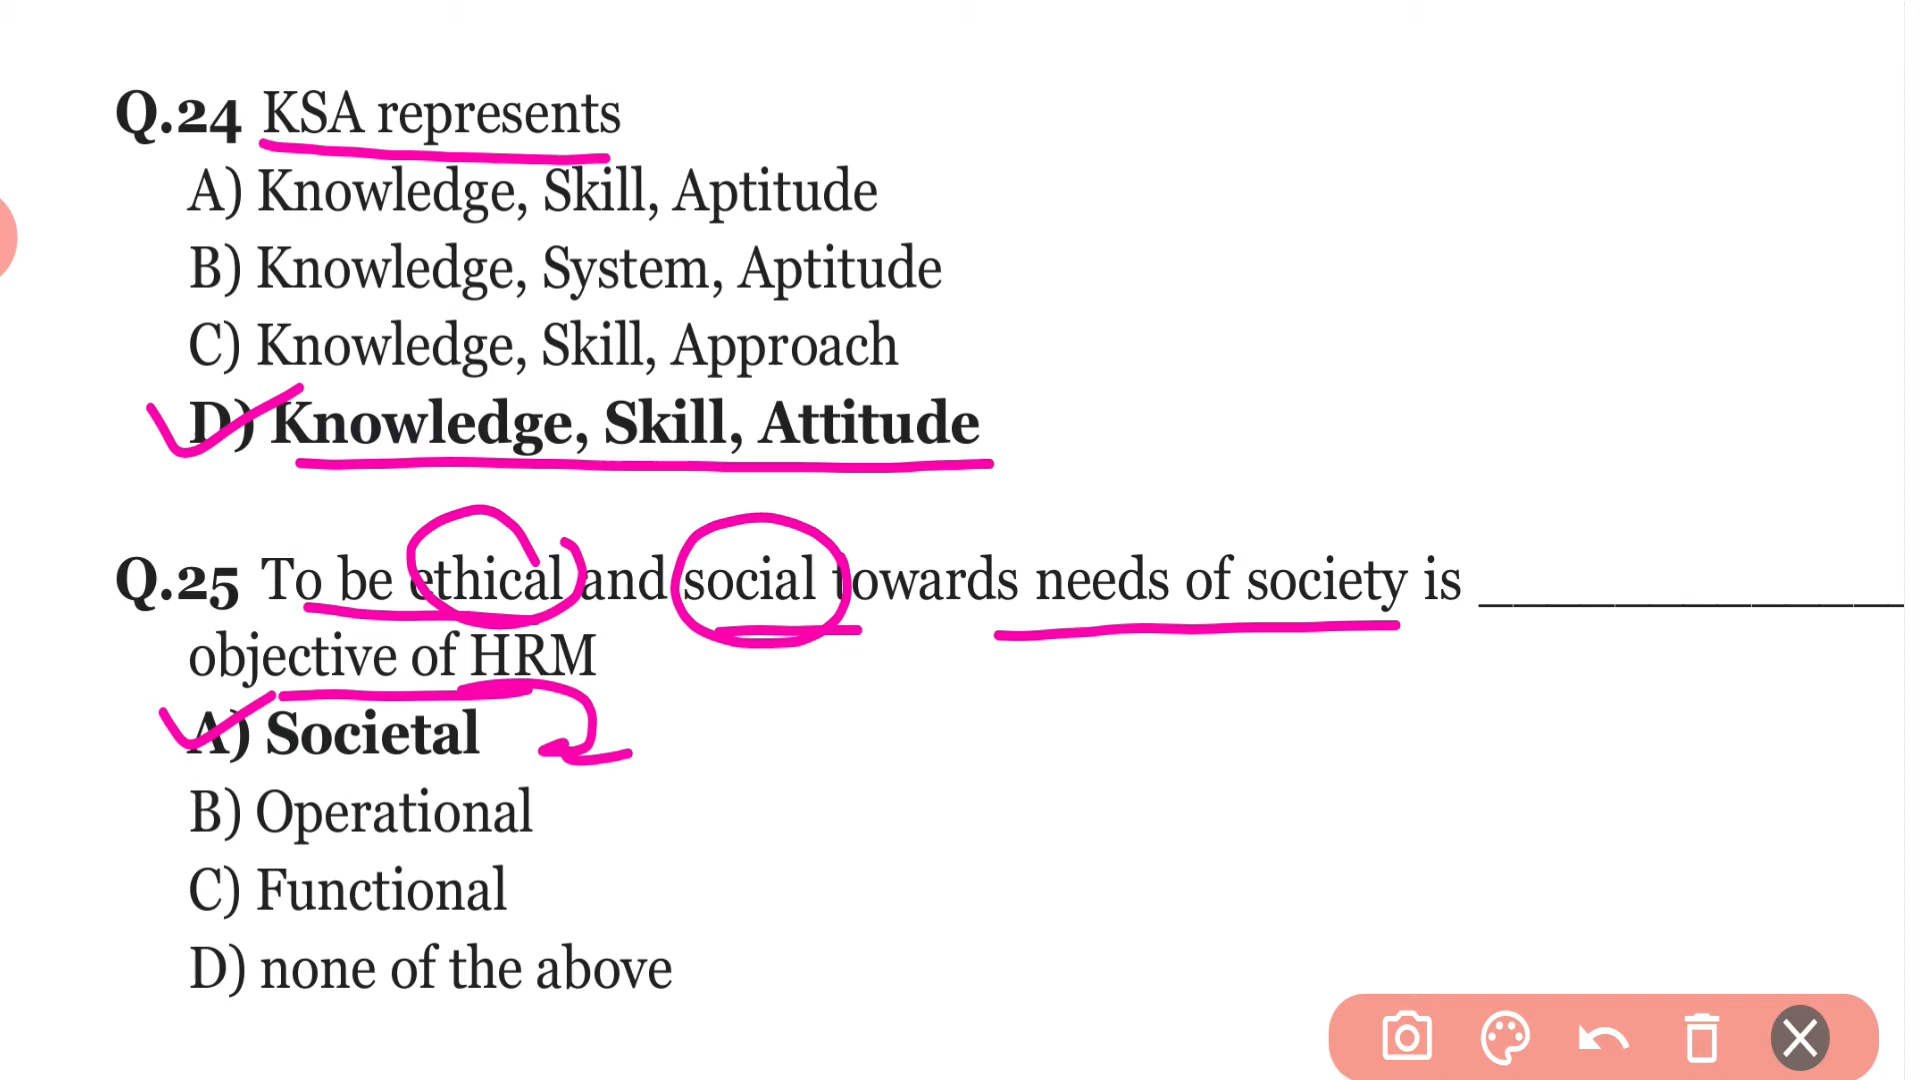 Q.24 KSA represents
A) Knowledge, Skill, Aptitude
B) Knowledge, System, Aptitude
C) Knowledge, Skill, Approach
D) Knowledge, Skill, Attitude
Q.25 To be ethical and social towards needs of society is _____________
objective of HRM
A) Societal
B) Operational
C) Functional
D) none of the above